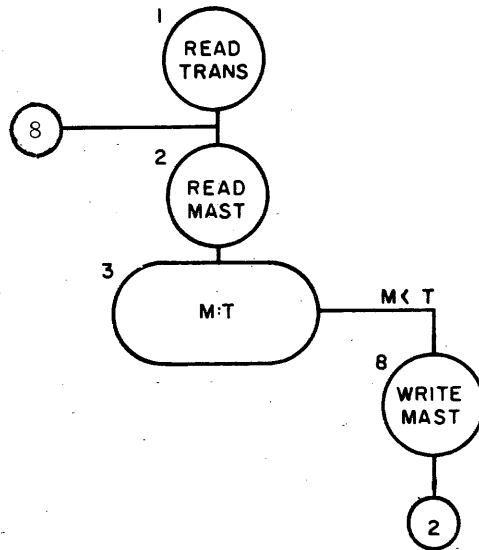 1
READ
TRANS
8
2
READ
MAST
3
M:T
M< T
8
WRITE
MAST
2